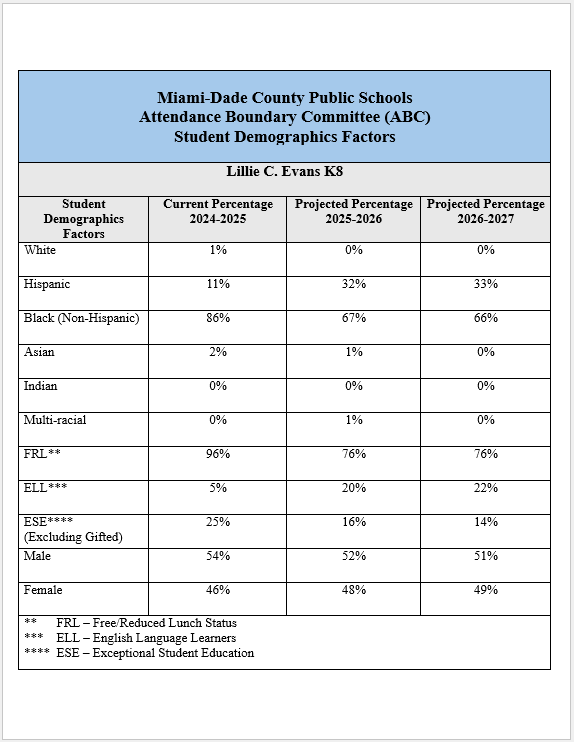 Miami-Dade County Public Schools
Attendance Boundary Committee (ABC)
Student Demographics Factors
Lillie C. Evans K8
Student Demographics Factors Current Percentage 2024-2025 Projected Percentage 2025-2026 Projected Percentage 2026-2027
White 1% 0% 0%
Hispanic 11% 32% 33%
Black (Non-Hispanic) 86% 67% 66%
Asian 2% 1% 0%
Indian 0% 0% 0%
Multi-racial 0% 1% 0%
FRL** 96% 76% 76%
ELL*** 5% 20% 22%
ESE**** 25% 16% 14%
(Excluding Gifted)
Male 54% 52% 51%
Female 46% 48% 49%
** FRL – Free/Reduced Lunch Status
*** ELL – English Language Learners
**** ESE – Exceptional Student Education